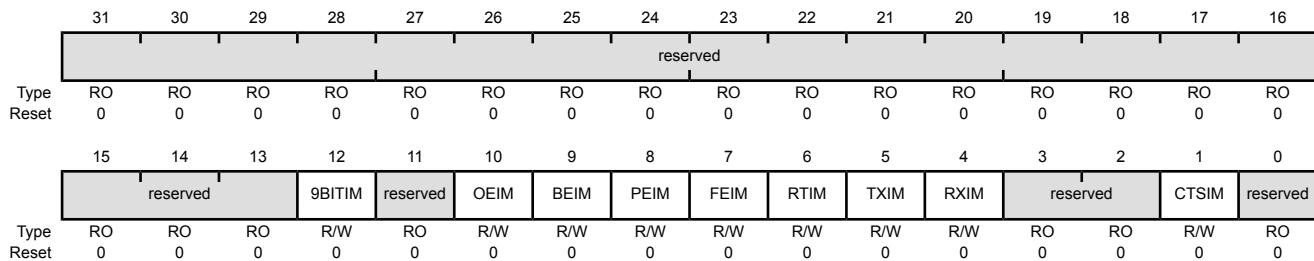 31 30 29 28 27 26 25 24 23 22 21 20 19 18 17 16
reserved
Type RO RO RO RO RO RO RO RO RO RO RO RO RO RO RO RO
Reset 0 0 0 0 0 0 0 0 0 0 0 0 0 0 0 0
15 14 13 12 11 10 9 8 7 6 5 4 3 2 1 0
reserved 9BITIM reserved OEIM BEIM PEIM FEIM RTIM TXIM RXIM reserved CTSIM reserved
Type RO RO RO R/W RO R/W R/W R/W R/W R/W R/W R/W RO RO R/W RO
Reset 0 0 0 0 0 0 0 0 0 0 0 0 0 0 0 0